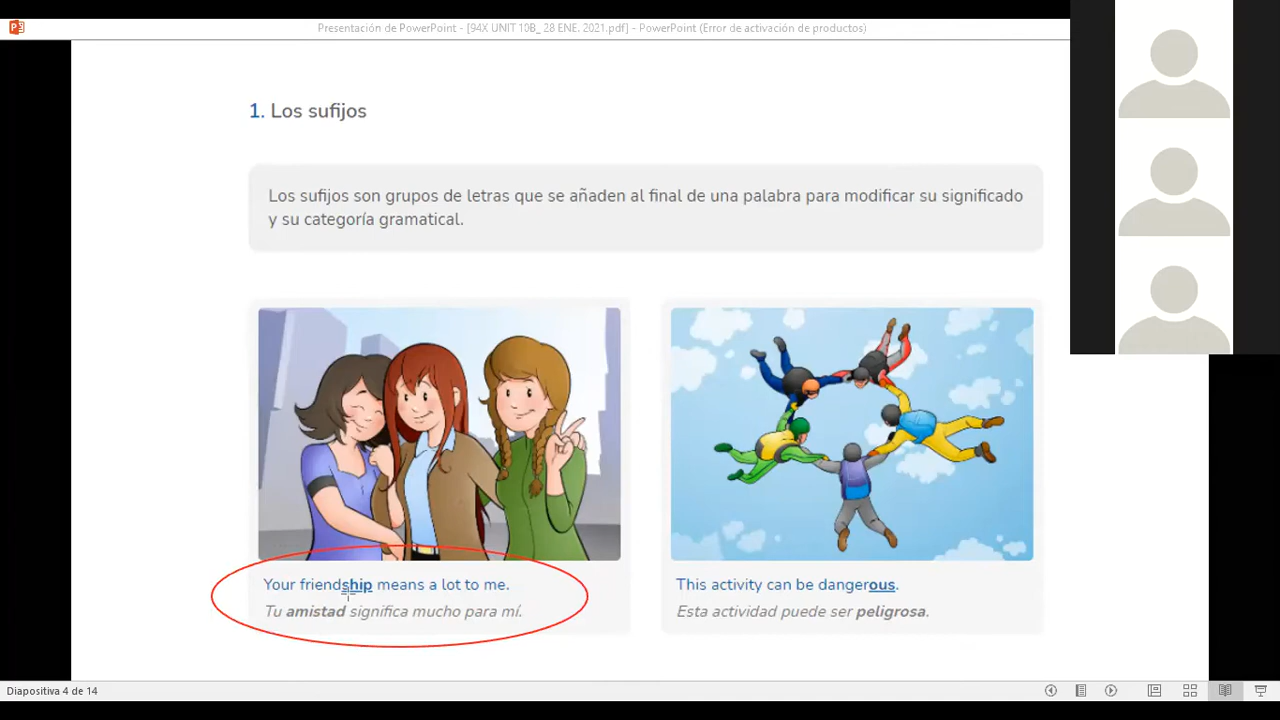 Presentación de PowerPoint - [94X UNIT 10B_ 28 ENE. 2021.pdf] - PowerPoint (Error de activación de productos)
1. Los sufijos
Los sufijos son grupos de letras que se añaden al final de una palabra para modificar su significado
y su categoría gramatical.
Your friendship means a lot to me.
Tu amistad significa mucho para mí.
This activity can be dangerous.
Esta actividad puede ser peligrosa.
Diapositiva 4 de 14